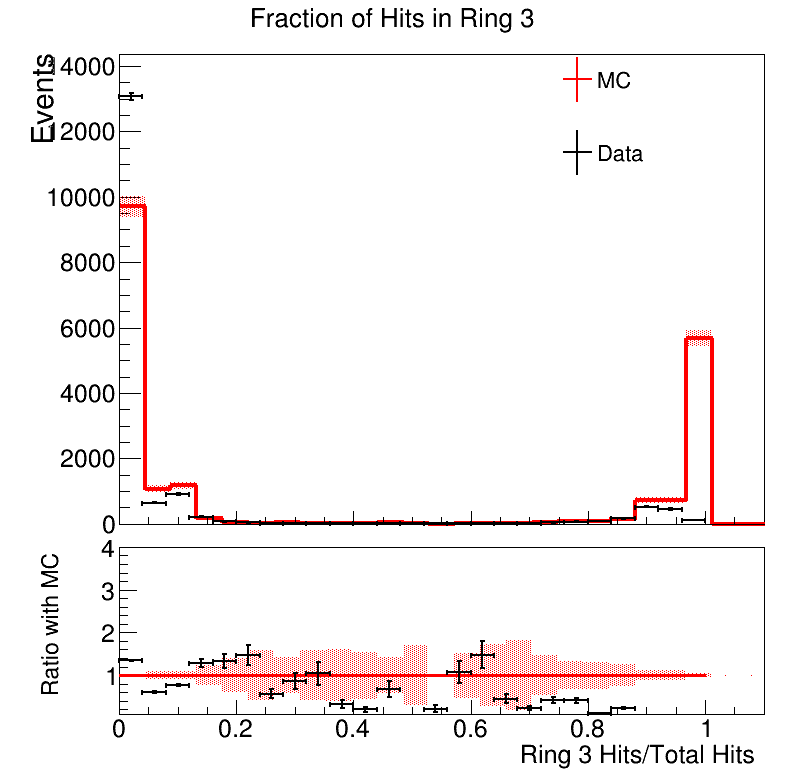 Fraction of Hits in Ring 3
Events
14000
12000
10000
8000
6000
4000
2000
0
MC
Data
Ratio with MC
4
3
2
1
0 0.2 0.4 0.6 0.8 1
Ring 3 Hits/Total Hits